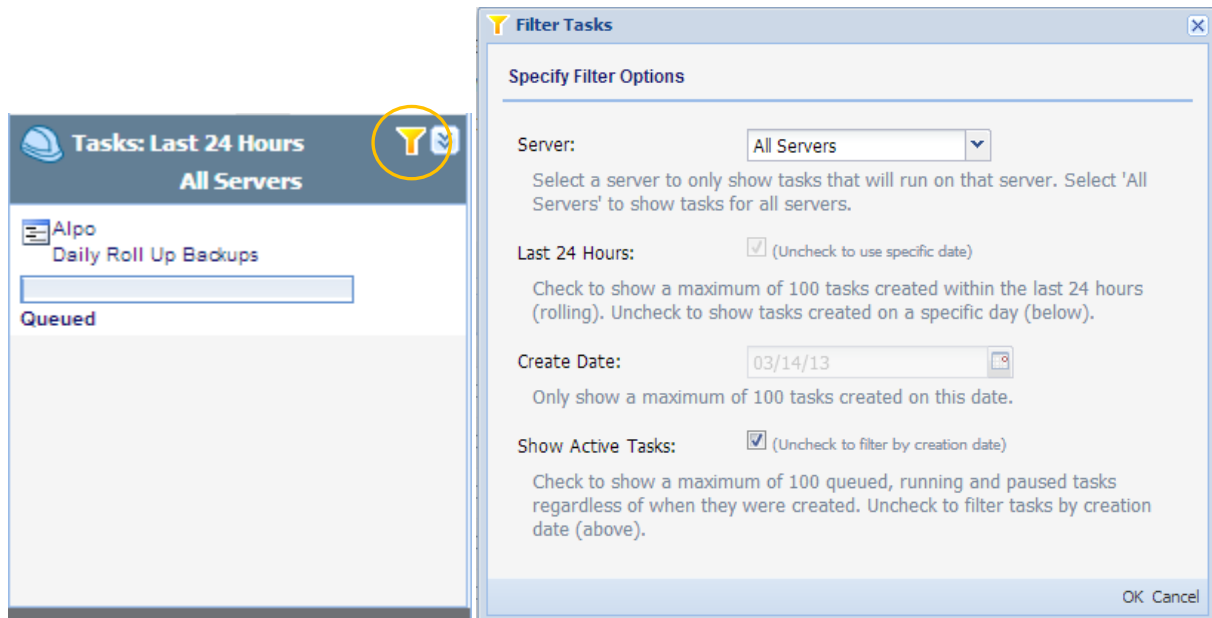 Tasks: Last 24 Hours
All Servers
Alpo
Daily Roll Up Backups
Queued
Filter Tasks
Specify Filter Options
Server:
All Servers
Select a server to only show tasks that will run on that server. Select 'All
Servers' to show tasks for all servers.
Last 24 Hours:
(Uncheck to use specific date)
Check to show a maximum of 100 tasks created within the last 24 hours
(rolling). Uncheck to show tasks created on a specific day (below).
Create Date:
03/14/13
Only show a maximum of 100 tasks created on this date.
Show Active Tasks:
(Uncheck to filter by creation date)
Check to show a maximum of 100 queued, running and paused tasks
regardless of when they were created. Uncheck to filter tasks by creation
date (above).
OK Cancel